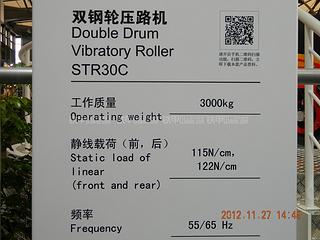 双钢轮压路机
Double Drum
Vibratory Roller
STR30C
工作质量 3000kg
Operating weight
静线载荷（前，后） 115N/cm,
Static load of 122N/cm
linear
(front and rear)
频率
Frequency 55/65 Hz
2012.11.27